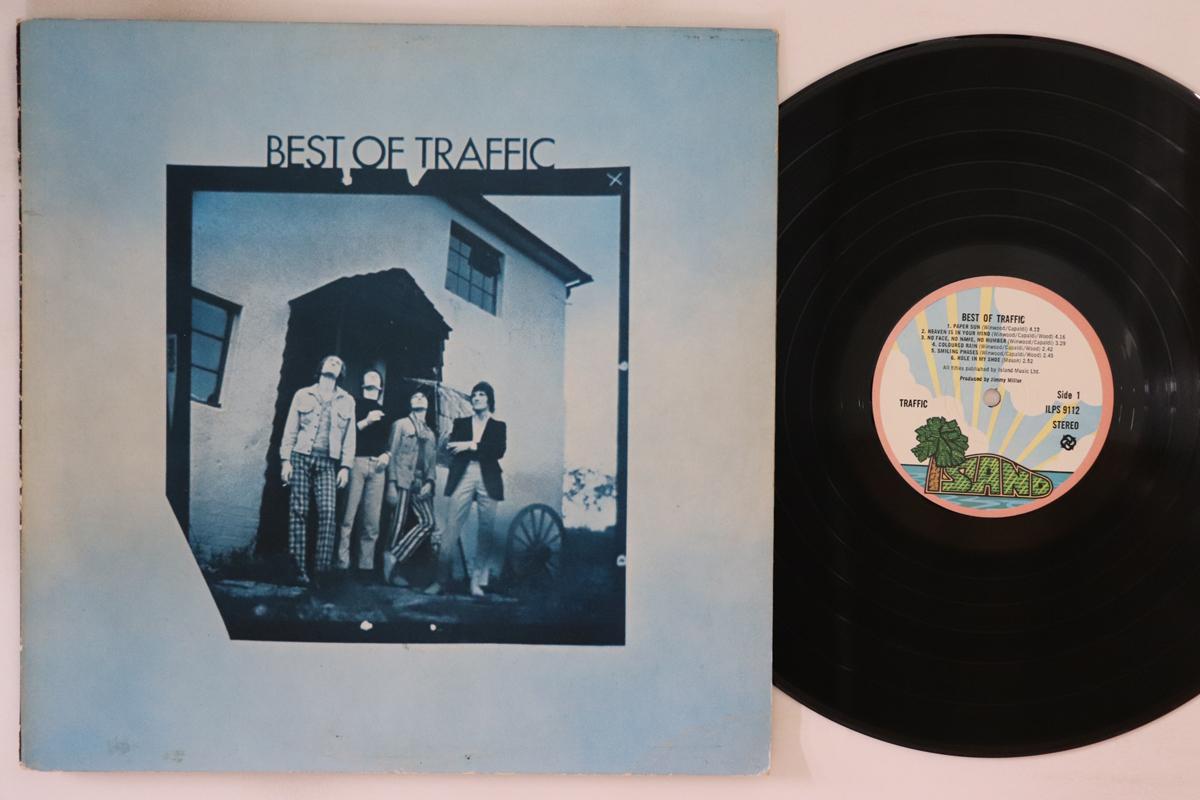 BEST OF TRAFFIC
BEST OF TRAFFIC
1. PAPER SUN (Winwood/Capaldi) 4.13
2. HEAVEN IS IN YOUR MIND (Winwood/Capaldi/Wood) 4.16
3. NO FACE, NO NAME, NO NUMBER (Winwood/Capaldi) 3.29
4. COLOURED RAIN (Winwood/Capaldi/Wood) 2.42
5. SMILING PHASES (Winwood/Capaldi/Wood) 2.43
6. HOLE IN MY SHOE (Mason) 2.52
All titles published by Island Music Ltd.
Produced by Jimmy Miller
TRAFFIC
Side 1
ILPS 9112
STEREO
ISLAND